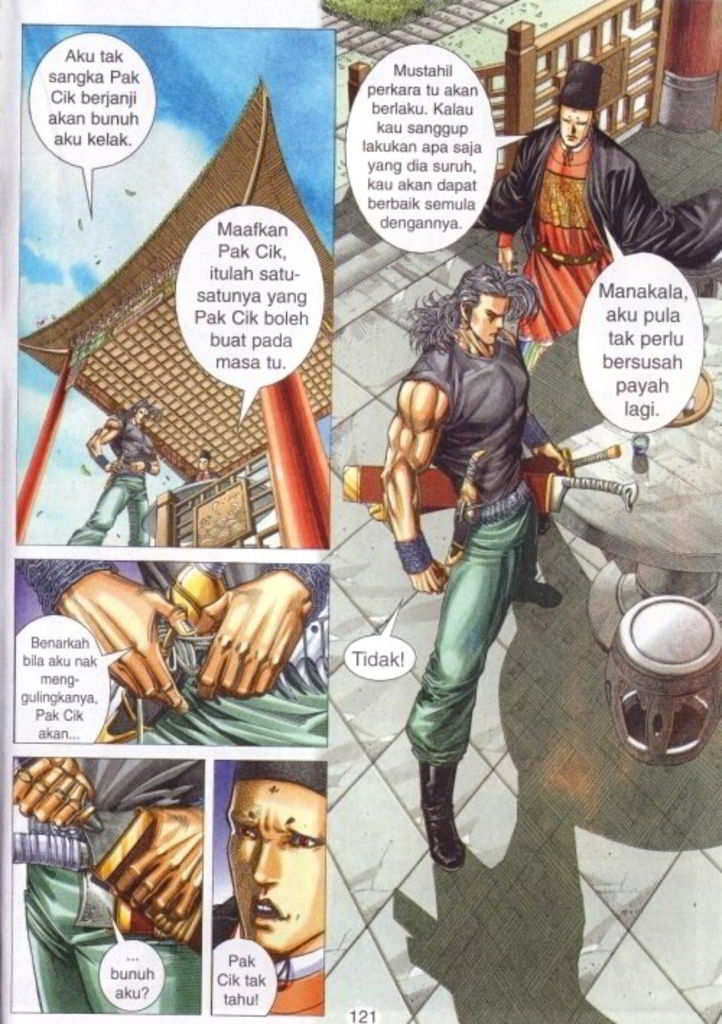 Aku tak
sangka Pak
Cik berjanji
akan bunuh
aku kelak.
Maafkan
Pak Cik,
itulah satu-
satunya yang
Pak Cik boleh
buat pada
masa tu.
Benarkah
bila aku nak
meng-
gulingkanya,
Pak Cik
akan...
...
bunuh
aku?
Pak
Cik tak
tahu!
Mustahil
perkara tu akan
berlaku. Kalau
kau sanggup
lakukan apa saja
yang dia suruh,
kau akan dapat
berbaik semula
dengannya.
Manakala,
aku pula
tak perlu
bersusah
payah
lagi.
Tidak!
121